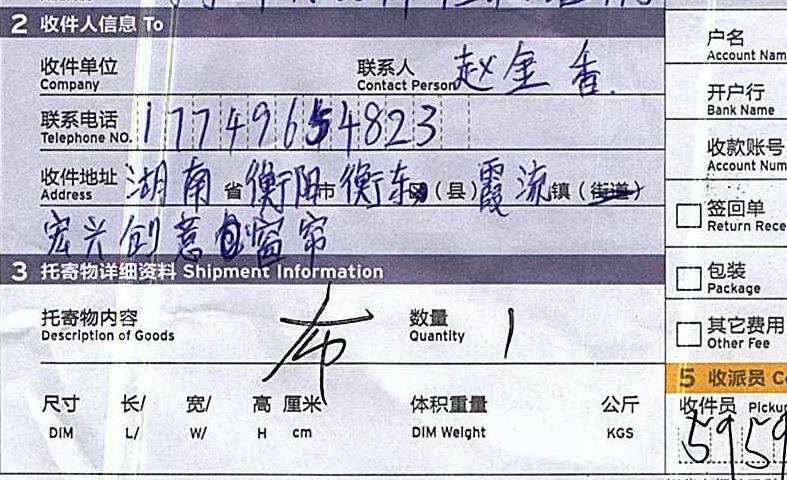 2 收件人信息 To
户名
Account Nam
收件单位
Company
联系人
Contact Person
赵金香
开户行
Bank Name
联系电话
Telephone NO.
17749654823
收款账号
Account Num
收件地址
Address
湖南省衡阳市衡东区(县)霞流镇(街道)
宏兴创意窗帘
签回单
Return Rece
3 托寄物详细资料 Shipment Information
包装
Package
托寄物内容
Description of Goods
布
数量
Quantity
1
其它费用
Other Fee
5 收派员 C
尺寸 长/ 宽/ 高 厘米 体积重量 公斤
DIM L/ W/ H cm DIM Weight KGS
收件员 Pickup
5959